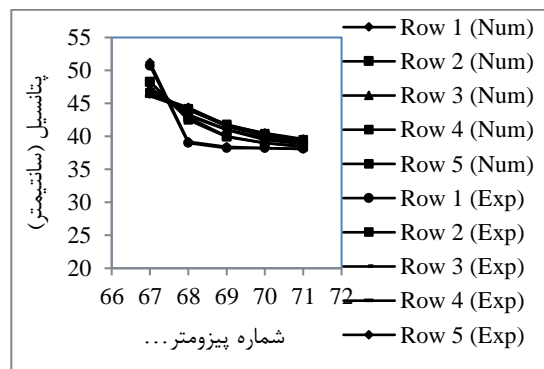 پتانسیل (سانتیمتر)
55
50
45
40
35
30
25
20
66 67 68 69 70 71 72
شماره پیزومتر...
Row 1 (Num)
Row 2 (Num)
Row 3 (Num)
Row 4 (Num)
Row 5 (Num)
Row 1 (Exp)
Row 2 (Exp)
Row 3 (Exp)
Row 4 (Exp)
Row 5 (Exp)